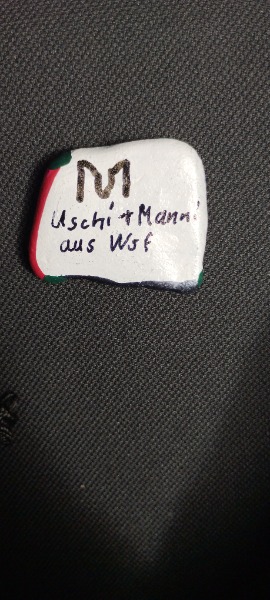 M
Uschi + Manni
aus Wsf